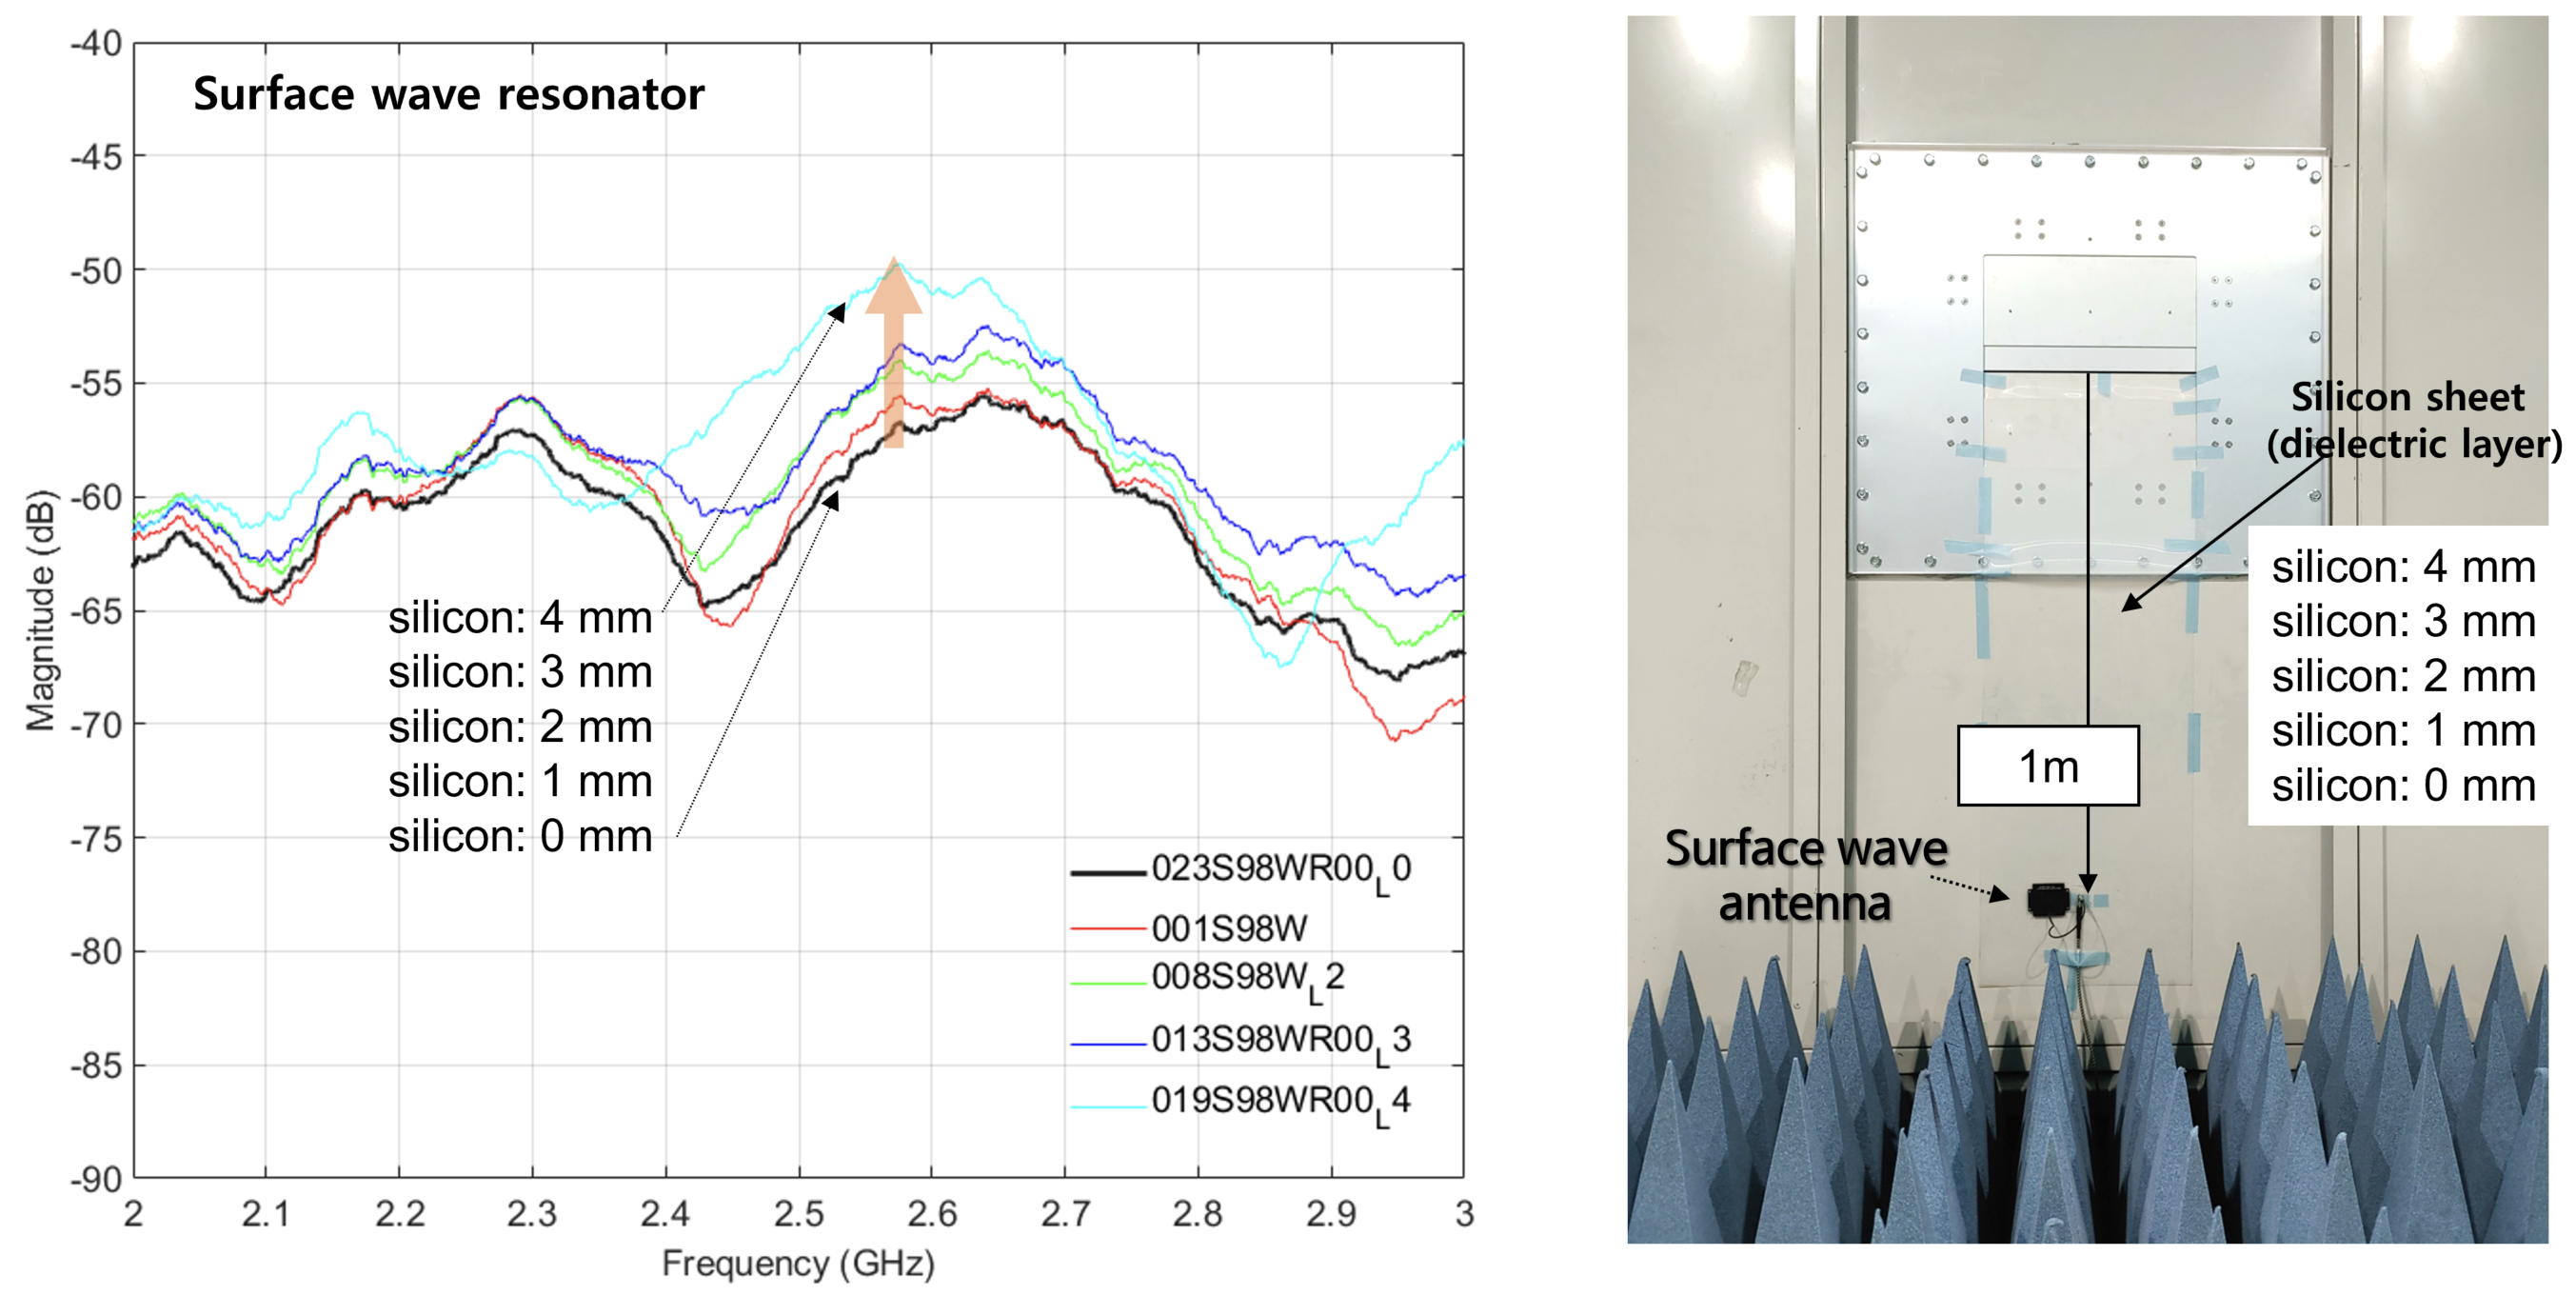 Surface wave resonator
-40
-45
-50
-55
-60
-65
-70
-75
-80
-85
-90
Magnitude (dB)
silicon: 4 mm
silicon: 3 mm
silicon: 2 mm
silicon: 1 mm
silicon: 0 mm
023S98WR00L0
001S98W
008S98WL2
013S98WR00L3
019S98WR00L4
2 2.1 2.2 2.3 2.4 2.5 2.6 2.7 2.8 2.9 3
Frequency (GHz)
Silicon sheet
(dielectric layer)
silicon: 4 mm
silicon: 3 mm
silicon: 2 mm
silicon: 1 mm
silicon: 0 mm
1m
Surface wave
antenna